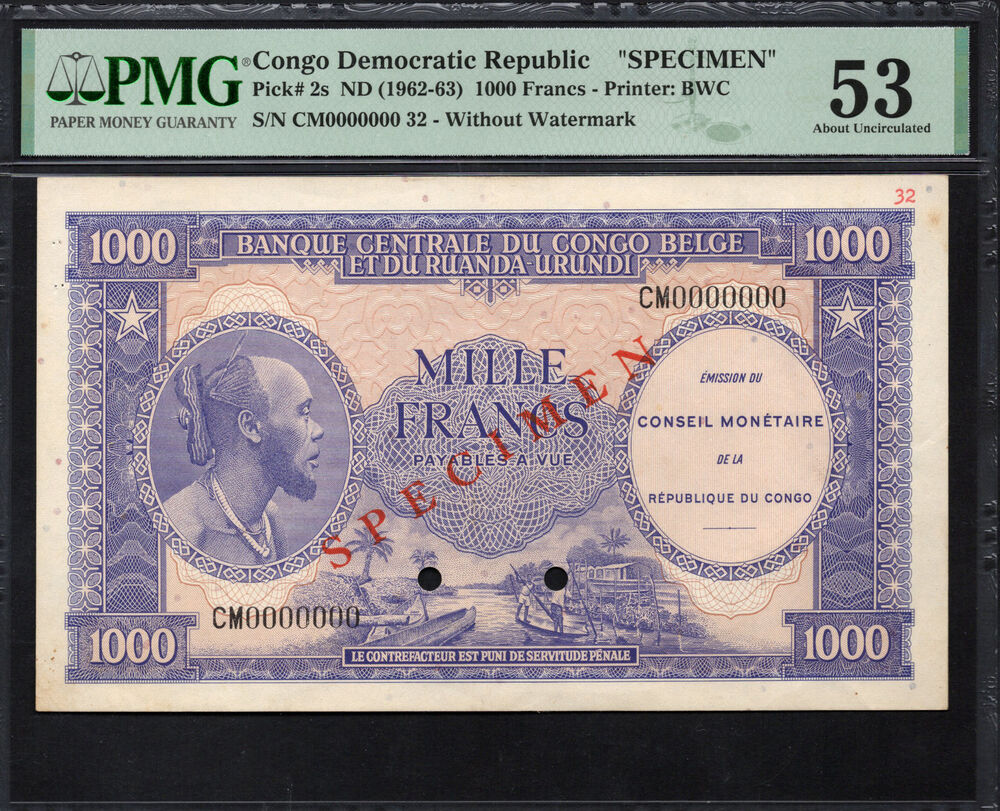 PMG®
PAPER MONEY GUARANTY
Congo Democratic Republic "SPECIMEN"
Pick# 2s ND (1962-63) 1000 Francs - Printer: BWC
S/N CM0000000 32 - Without Watermark
53
About Uncirculated
32
1000
BANQUE CENTRALE DU CONGO BELGE
ET DU RUANDA-URUNDI
1000
CM0000000
MILLE
FRANCS
PAYABLES A VUE
SPECIMEN
ÉMISSION DU
CONSEIL MONÉTAIRE
DE LA
RÉPUBLIQUE DU CONGO
CM0000000
1000
LE CONTREFACTEUR EST PUNI DE SERVITUDE PÉNALE
1000